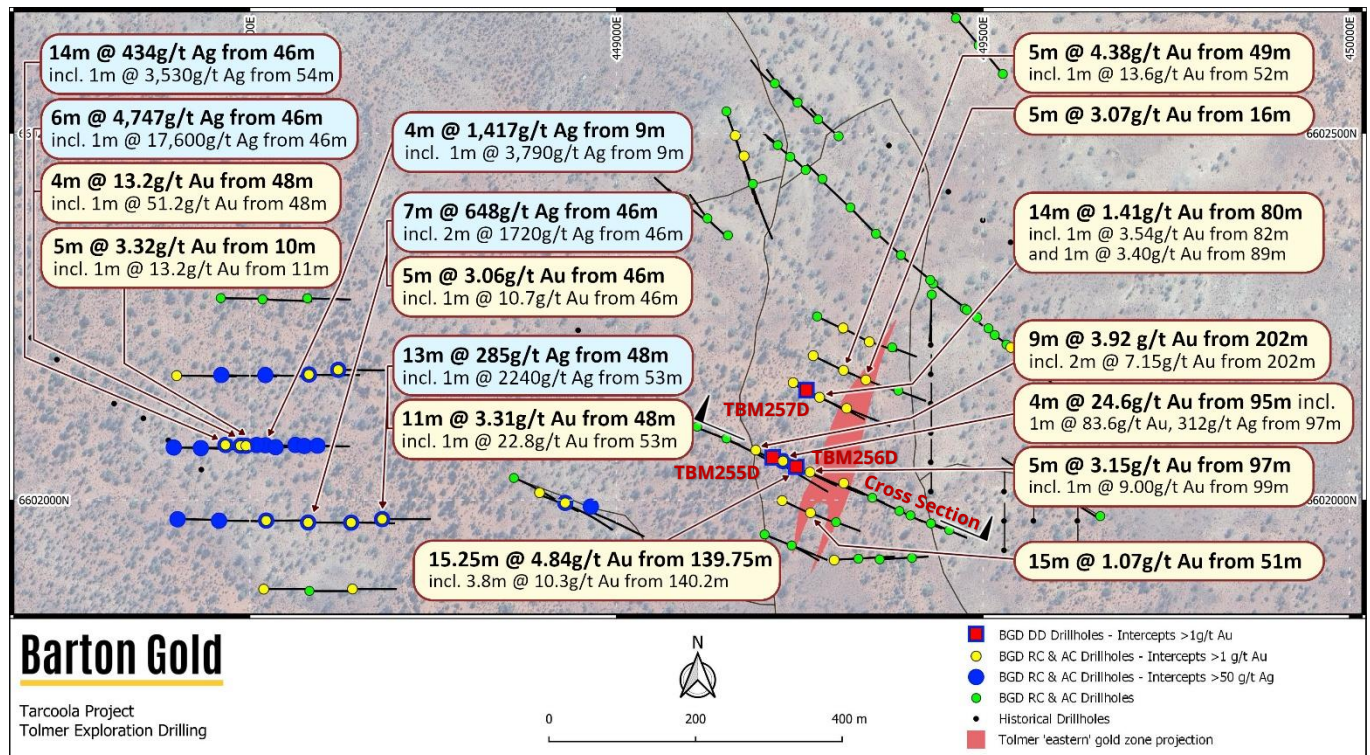 14m @ 434g/t Ag from 46m
incl. 1m @ 3,530g/t Ag from 54m
6m @ 4,747g/t Ag from 46m
incl. 1m @ 17,600g/t Ag from 46m
4m @ 13.2g/t Au from 48m
incl. 1m @ 51.2g/t Au from 48m
5m @ 3.32g/t Au from 10m
incl. 1m @ 13.2g/t Au from 11m
4m @ 1,417g/t Ag from 9m
incl. 1m @ 3,790g/t Ag from 9m
7m @ 648g/t Ag from 46m
incl. 2m @ 1720g/t Ag from 46m
5m @ 3.06g/t Au from 46m
incl. 1m @ 10.7g/t Au from 46m
13m @ 285g/t Ag from 48m
incl. 1m @ 2240g/t Ag from 53m
11m @ 3.31g/t Au from 48m
incl. 1m @ 22.8g/t Au from 53m
15.25m @ 4.84g/t Au from 139.75m
incl. 3.8m @ 10.3g/t Au from 140.2m
449000E
449500E
450000E
5m @ 4.38g/t Au from 49m
incl. 1m @ 13.6g/t Au from 52m
5m @ 3.07g/t Au from 16m
6602500N
14m @ 1.41g/t Au from 80m
incl. 1m @ 3.54g/t Au from 82m
and 1m @ 3.40g/t Au from 89m
9m @ 3.92 g/t Au from 202m
incl. 2m @ 7.15g/t Au from 202m
4m @ 24.6g/t Au from 95m incl.
1m @ 83.6g/t Au, 312g/t Ag from 97m
5m @ 3.15g/t Au from 97m
incl. 1m @ 9.00g/t Au from 99m
15m @ 1.07g/t Au from 51m
TBM257D
TBM256D
TBM255D
Cross Section
6602000N
6602000N
Barton Gold
Tarcoola Project
Tolmer Exploration Drilling
N
0 200 400 m
BGD DD Drillholes - Intercepts >1g/t Au
BGD RC & AC Drillholes - Intercepts >1 g/t Au
BGD RC & AC Drillholes - Intercepts >50 g/t Ag
BGD RC & AC Drillholes
Historical Drillholes
Tolmer 'eastern' gold zone projection